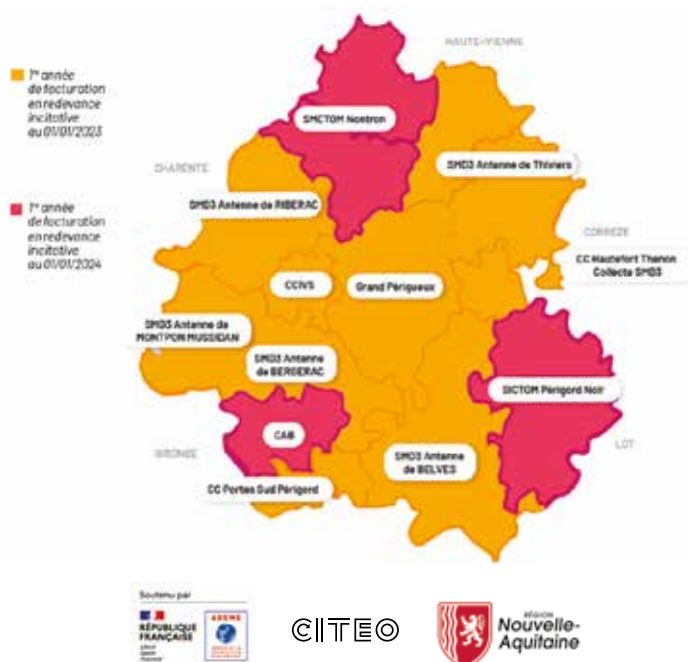 HAUTE-VIENNE
1re année
de facturation
en redevance
incitative
au 01/01/2023
SMCTOM Nontron
SMD3 Antenne de Thiviers
CHARENTE
SMD3 Antenne de RIBERAC
1re année
de facturation
en redevance
incitative
au 01/01/2024
CORREZE
CC Hautefort Thenon
Collecte SMD3
CCIVS
Grand Périgueux
SMD3 Antenne de
MONTPON MUSSIDAN
SMD3 Antenne
de BERGERAC
SICTOM Périgord Noir
CAB
GIRONDE
LOT
SMD3 Antenne
de BELVES
CC Portes Sud Périgord
Soutenu par
RÉPUBLIQUE
FRANÇAISE
Liberté
Égalité
Fraternité
ADEME
CITEO
RÉGION
Nouvelle-
Aquitaine